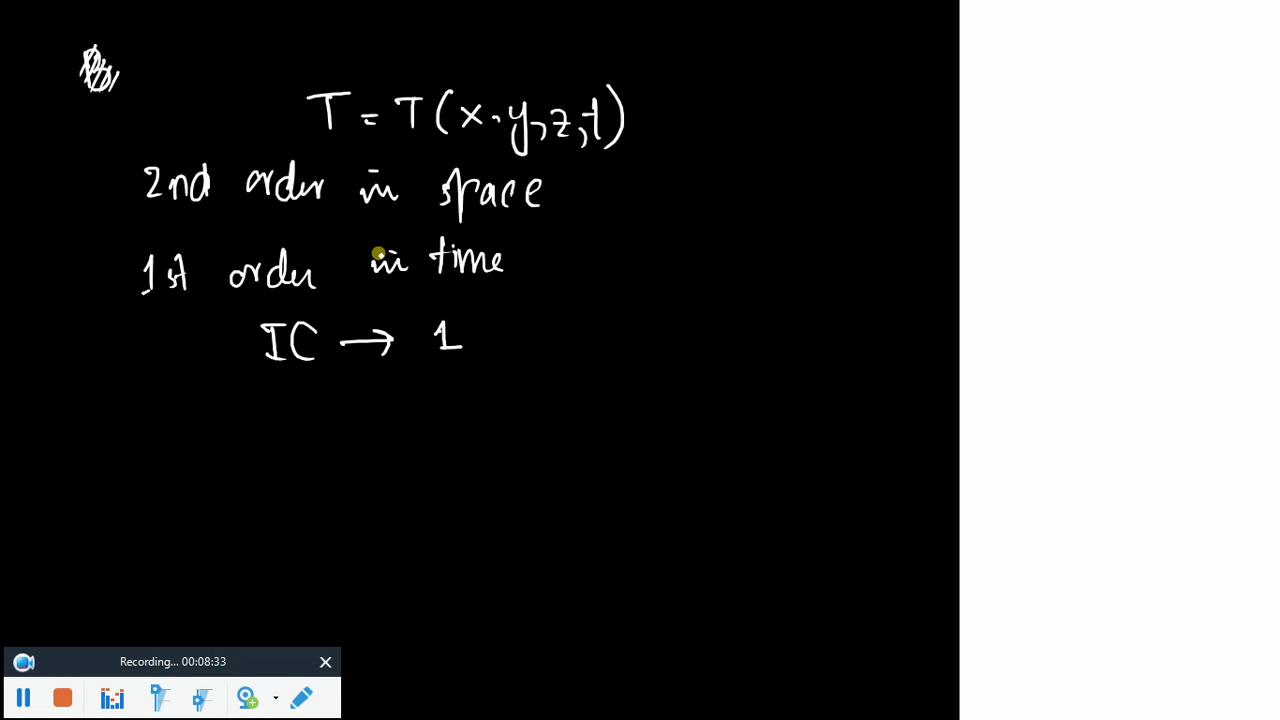 T = T(x, y, z, t)
2nd order in space
1st order in time
IC → 1
Recording... 00:08:33